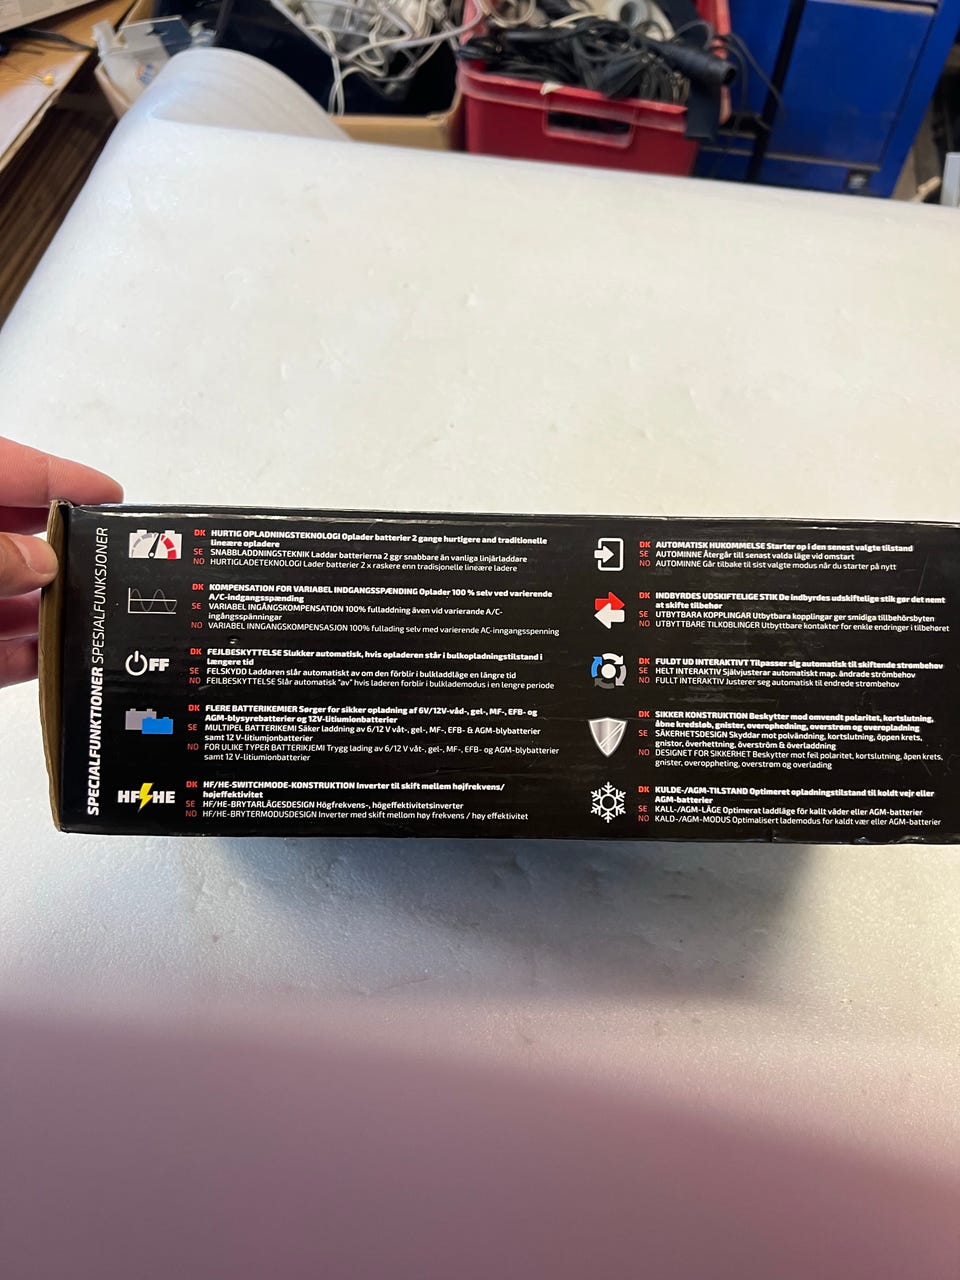 SPECIALFUNKTIONER SPESIALFUNKSJONER
DK HURTIG OPLADNINGSTEKNOLOGI Oplader batterier 2 gange hurtigere and traditionelle
lineære opladere
SE SNABBLADDNINGSTEKNIK Laddar batterierna 2 ggr snabbare än vanliga linjärladdare
NO HURTIGLADETEKNOLOGI Lader batterier 2 x raskere enn tradisjonelle lineære ladere
DK KOMPENSATION FOR VARIABEL INDGANGSSPÆNDING Oplader 100 % selv ved varierende
A/C-indgangsspænding
SE VARIABEL INGÅNGSKOMPENSATION 100% fulladdning även vid varierande A/C-
ingångsspänningar
NO VARIABEL INNGANGSKOMPENSASJON 100% fullading selv med varierende AC-inngangsspenning
OFF
DK FEJLBESKYTTELSE Slukker automatisk, hvis opladeren står i bulkopladningstilstand i
længere tid
SE FELSKYDD Laddaren slår automatiskt av om den förblir i bulkladdläge en längre tid
NO FEILBESKYTTELSE Slår automatisk "av" hvis laderen forblir i bulklademodus i en lengre periode
DK FLERE BATTERIKEMIER Sørger for sikker opladning af 6V/12V-våd-, gel-, MF-, EFB- og
AGM-blysyrebatterier og 12V-litiumionbatterier
SE MULTIPEL BATTERIKEMI Säker laddning av 6/12 V våt-, gel-, MF-, EFB- & AGM-blybatterier
samt 12 V-litiumjonbatterier
NO FOR ULIKE TYPER BATTERIKJEMI Trygg lading av 6/12 V våt-, gel-, MF-, EFB- og AGM-blybatterier
samt 12 V-litiumionbatterier
HF/HE
DK HF/HE-SWITCHMODE-KONSTRUKTION Inverter til skift mellem højfrekvens/
højeffektivitet
SE HF/HE-BRYTARLÄGESDESIGN Högfrekvens-, högeffektivitetsinverter
NO HF/HE-BRYTERMODUSDESIGN Inverter med skift mellom høy frekvens / høy effektivitet
DK AUTOMATISK HUKOMMELSE Starter op i den senest valgte tilstand
SE AUTOMINNE Återgår till senast valda läge vid omstart
NO AUTOMINNE Går tilbake til sist valgte modus når du starter på nytt
DK INDBYRDES UDSKIFTELIGE STIK De indbyrdes udskiftelige stik gør det nemt
at skifte tilbehør
SE UTBYTBARA KOPPLINGAR Utbytbara kopplingar ger smidiga tillbehörsbyten
NO UTBYTTBARE TILKOBLINGER Utbyttbare kontakter for enkle endringer i tilbehøret
DK FULDT UD INTERAKTIVT Tilpasser sig automatisk til skiftende strømbehov
SE HELT INTERAKTIV Självjusterar automatiskt map. ändrade strömbehov
NO FULLT INTERAKTIV Justerer seg automatisk til endrede strømbehov
DK SIKKER KONSTRUKTION Beskytter mod omvendt polaritet, kortslutning,
åbne kredsløb, gnister, overophedning, overstrøm og overopladning
SE SÄKERHETSDESIGN Skyddar mot polvändning, kortslutning, öppen krets,
gnistor, överhettning, överström & överladdning
NO DESIGNET FOR SIKKERHET Beskytter mot feil polaritet, kortslutning, åpen krets,
gnister, overoppheting, overstrøm og overlading
DK KULDE-/AGM-TILSTAND Optimeret opladningstilstand til koldt vejr eller
AGM-batterier
SE KALL-/AGM-LÄGE Optimerat laddläge för kallt väder eller AGM-batterier
NO KALD-/AGM-MODUS Optimalisert lademodus for kaldt vær eller AGM-batterier